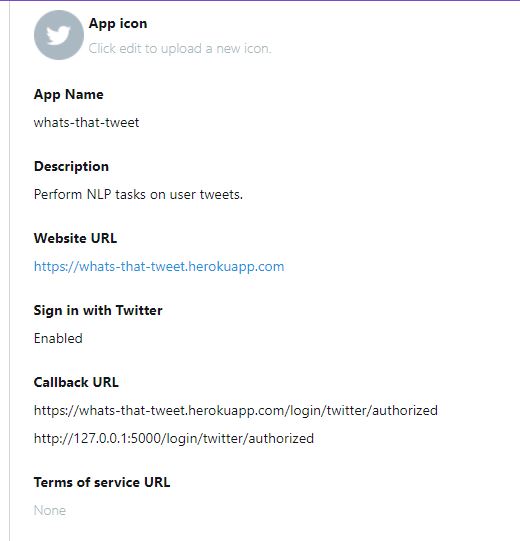 App icon
Click edit to upload a new icon.
App Name
whats-that-tweet
Description
Perform NLP tasks on user tweets.
Website URL
https://whats-that-tweet.herokuapp.com
Sign in with Twitter
Enabled
Callback URL
https://whats-that-tweet.herokuapp.com/login/twitter/authorized
http://127.0.0.1:5000/login/twitter/authorized
Terms of service URL
None